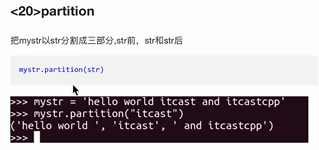 <20>partition
把mystr以str分割成三部分,str前，str和str后
mystr.partition(str)
>>> mystr = 'hello world itcast and itcastcpp'
>>> mystr.partition("itcast")
('hello world ', 'itcast', ' and itcastcpp')
>>>